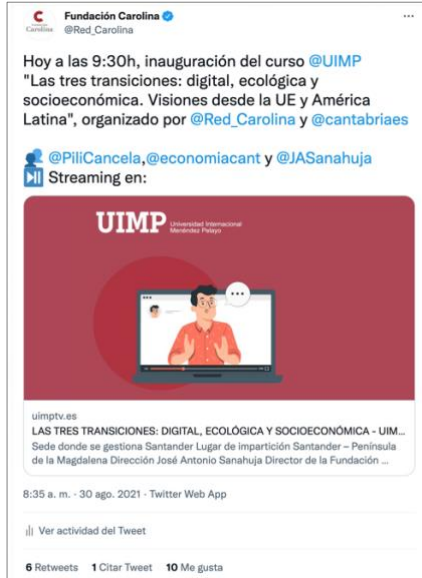 Fundación Carolina
@Red_Carolina
Hoy a las 9:30h, inauguración del curso @UIMP
"Las tres transiciones: digital, ecológica y
socioeconómica. Visiones desde la UE y América
Latina", organizado por @Red_Carolina y @cantabriaes
@PiliCancela,@economiacant y @JASanahuja
Streaming en:
UIMP Universidad Internacional
Menéndez Pelayo
uimptv.es
LAS TRES TRANSICIONES: DIGITAL, ECOLÓGICA Y SOCIOECONÓMICA - UIM...
Sede donde se gestiona Santander Lugar de impartición Santander – Península
de la Magdalena Dirección José Antonio Sanahuja Director de la Fundación ...
8:35 a. m. · 30 ago. 2021 · Twitter Web App
Ver actividad del Tweet
6 Retweets 1 Citar Tweet 10 Me gusta